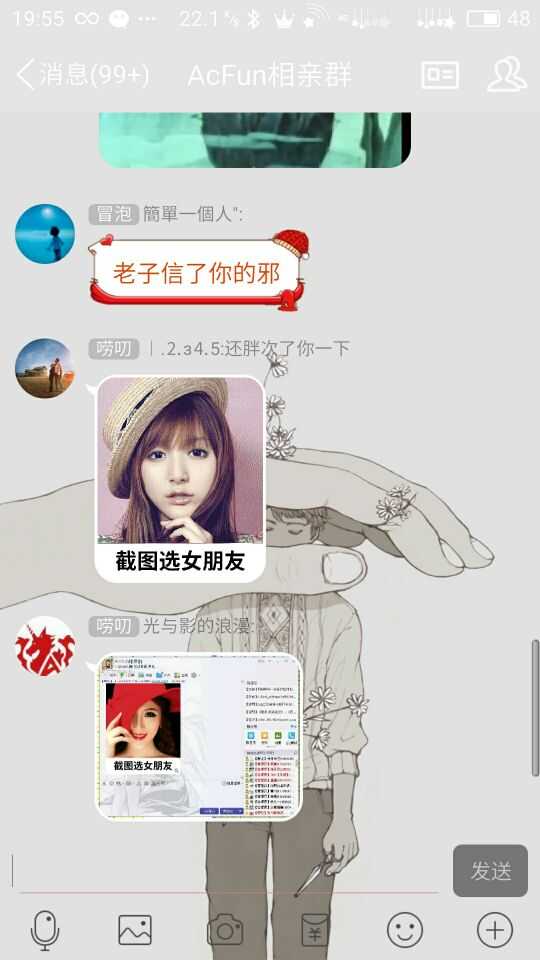 19:55
22.1 K/s
4G
48
消息(99+)
AcFun相亲群
冒泡 簡單一個人":
老子信了你的邪
唠叨 ㅣ.2.з4.5:还胖次了你一下
截图选女朋友
唠叨 光与影的浪漫:
截图选女朋友
发送